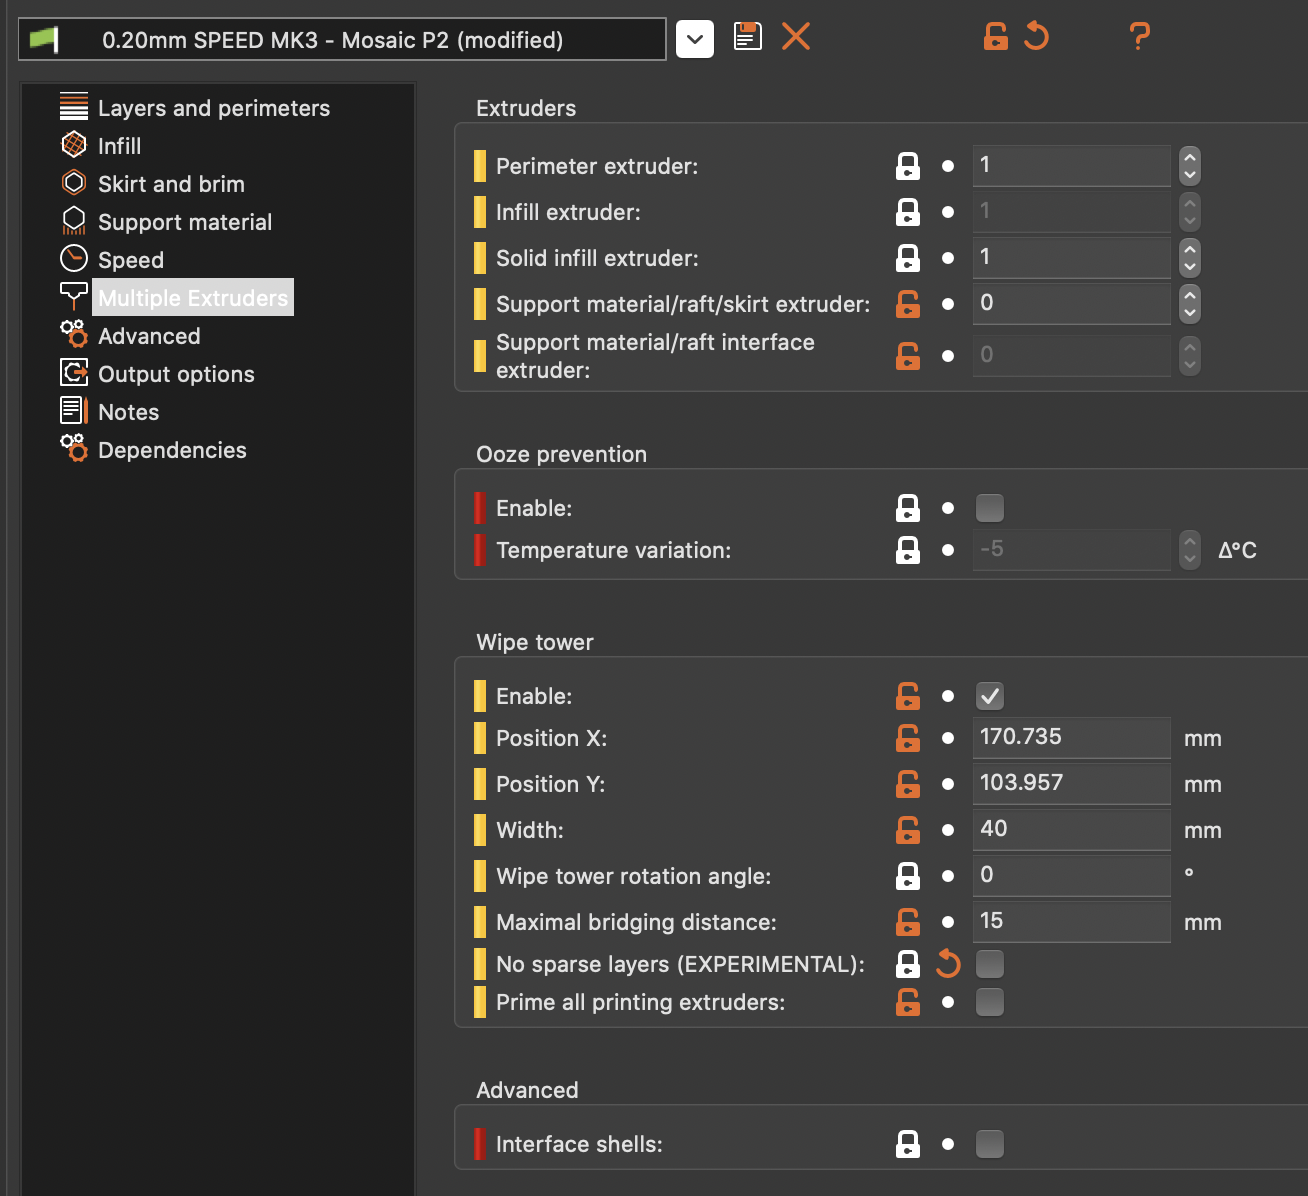 0.20mm SPEED MK3 - Mosaic P2 (modified)
?
Layers and perimeters
Infill
Skirt and brim
Support material
Speed
Multiple Extruders
Advanced
Output options
Notes
Dependencies
Extruders
Perimeter extruder: 1
Infill extruder: 1
Solid infill extruder: 1
Support material/raft/skirt extruder: 0
Support material/raft interface
extruder: 0
Ooze prevention
Enable:
Temperature variation: -5 Δ°C
Wipe tower
Enable:
Position X: 170.735 mm
Position Y: 103.957 mm
Width: 40 mm
Wipe tower rotation angle: 0 °
Maximal bridging distance: 15 mm
No sparse layers (EXPERIMENTAL):
Prime all printing extruders:
Advanced
Interface shells: